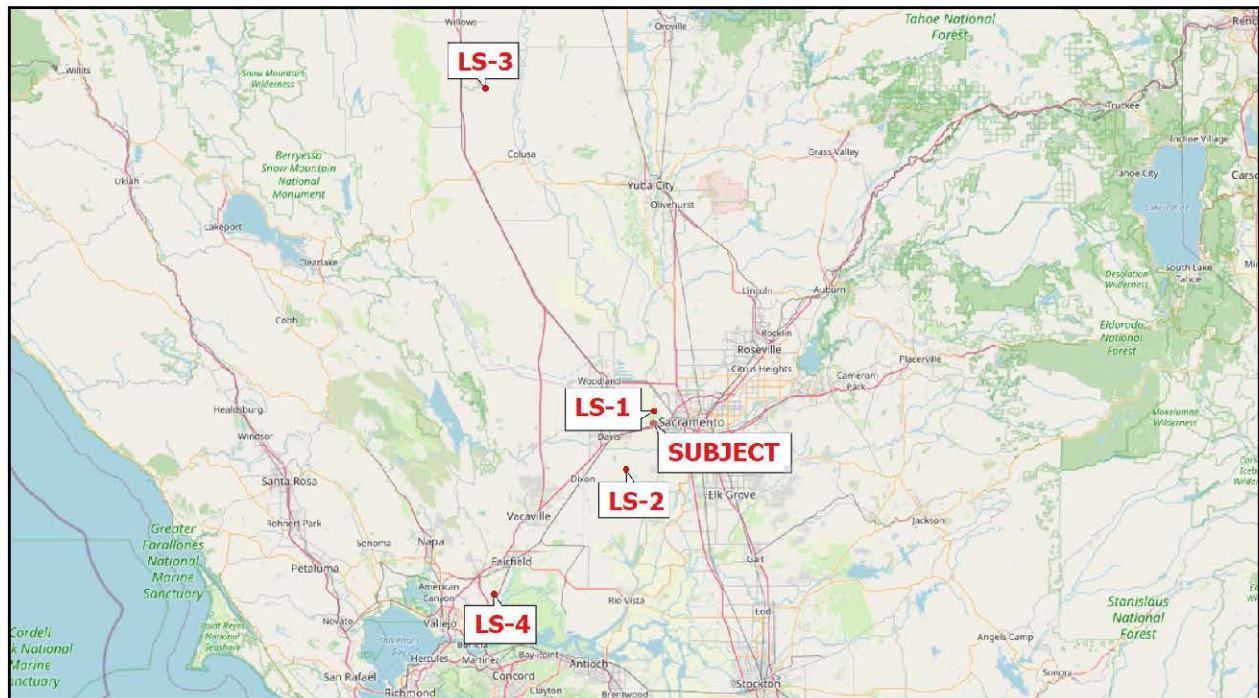 Willows
Oroville
Tahoe National
Forest
Reno
Willits
Snow Mountain
Wilderness
LS-3
Truckee
Incline Village
Colusa
Grass Valley
Tahoe City
Carso
Berryessa
Snow Mountain
National
Monument
Ukiah
Yuba City
Olivehurst
Lake Tahoe
Lakeport
Clearlake
South Lake
Tahoe
Desolation
Wilderness
Lincoln
Auburn
Cobb
Rocklin
Roseville
Eldorado
National
Forest
Citrus Heights
Placerville
Cameron
Park
Woodland
Healdsburg
LS-1
Sacramento
Mokelumne
Wilderness
Windsor
Davis
SUBJECT
Santa Rosa
Dixon
LS-2
Elk Grove
Rohnert Park
Vacaville
Jackson
Greater
Farallones
National
Marine
Sanctuary
Sonoma
Napa
Petaluma
Fairfield
Galt
American
Canyon
Rio Vista
Lodi
Stanislaus
National
Forest
Novato
Vallejo
LS-4
Point Reyes
National
Seashore
Angels Camp
Cordell
k National
Marine
Sanctuary
San Pablo
Bay
Benicia
Hercules
Martinez
Bay Point
Antioch
Sonora
San Rafael
Richmond
Concord
Clayton
Brentwood
Stockton